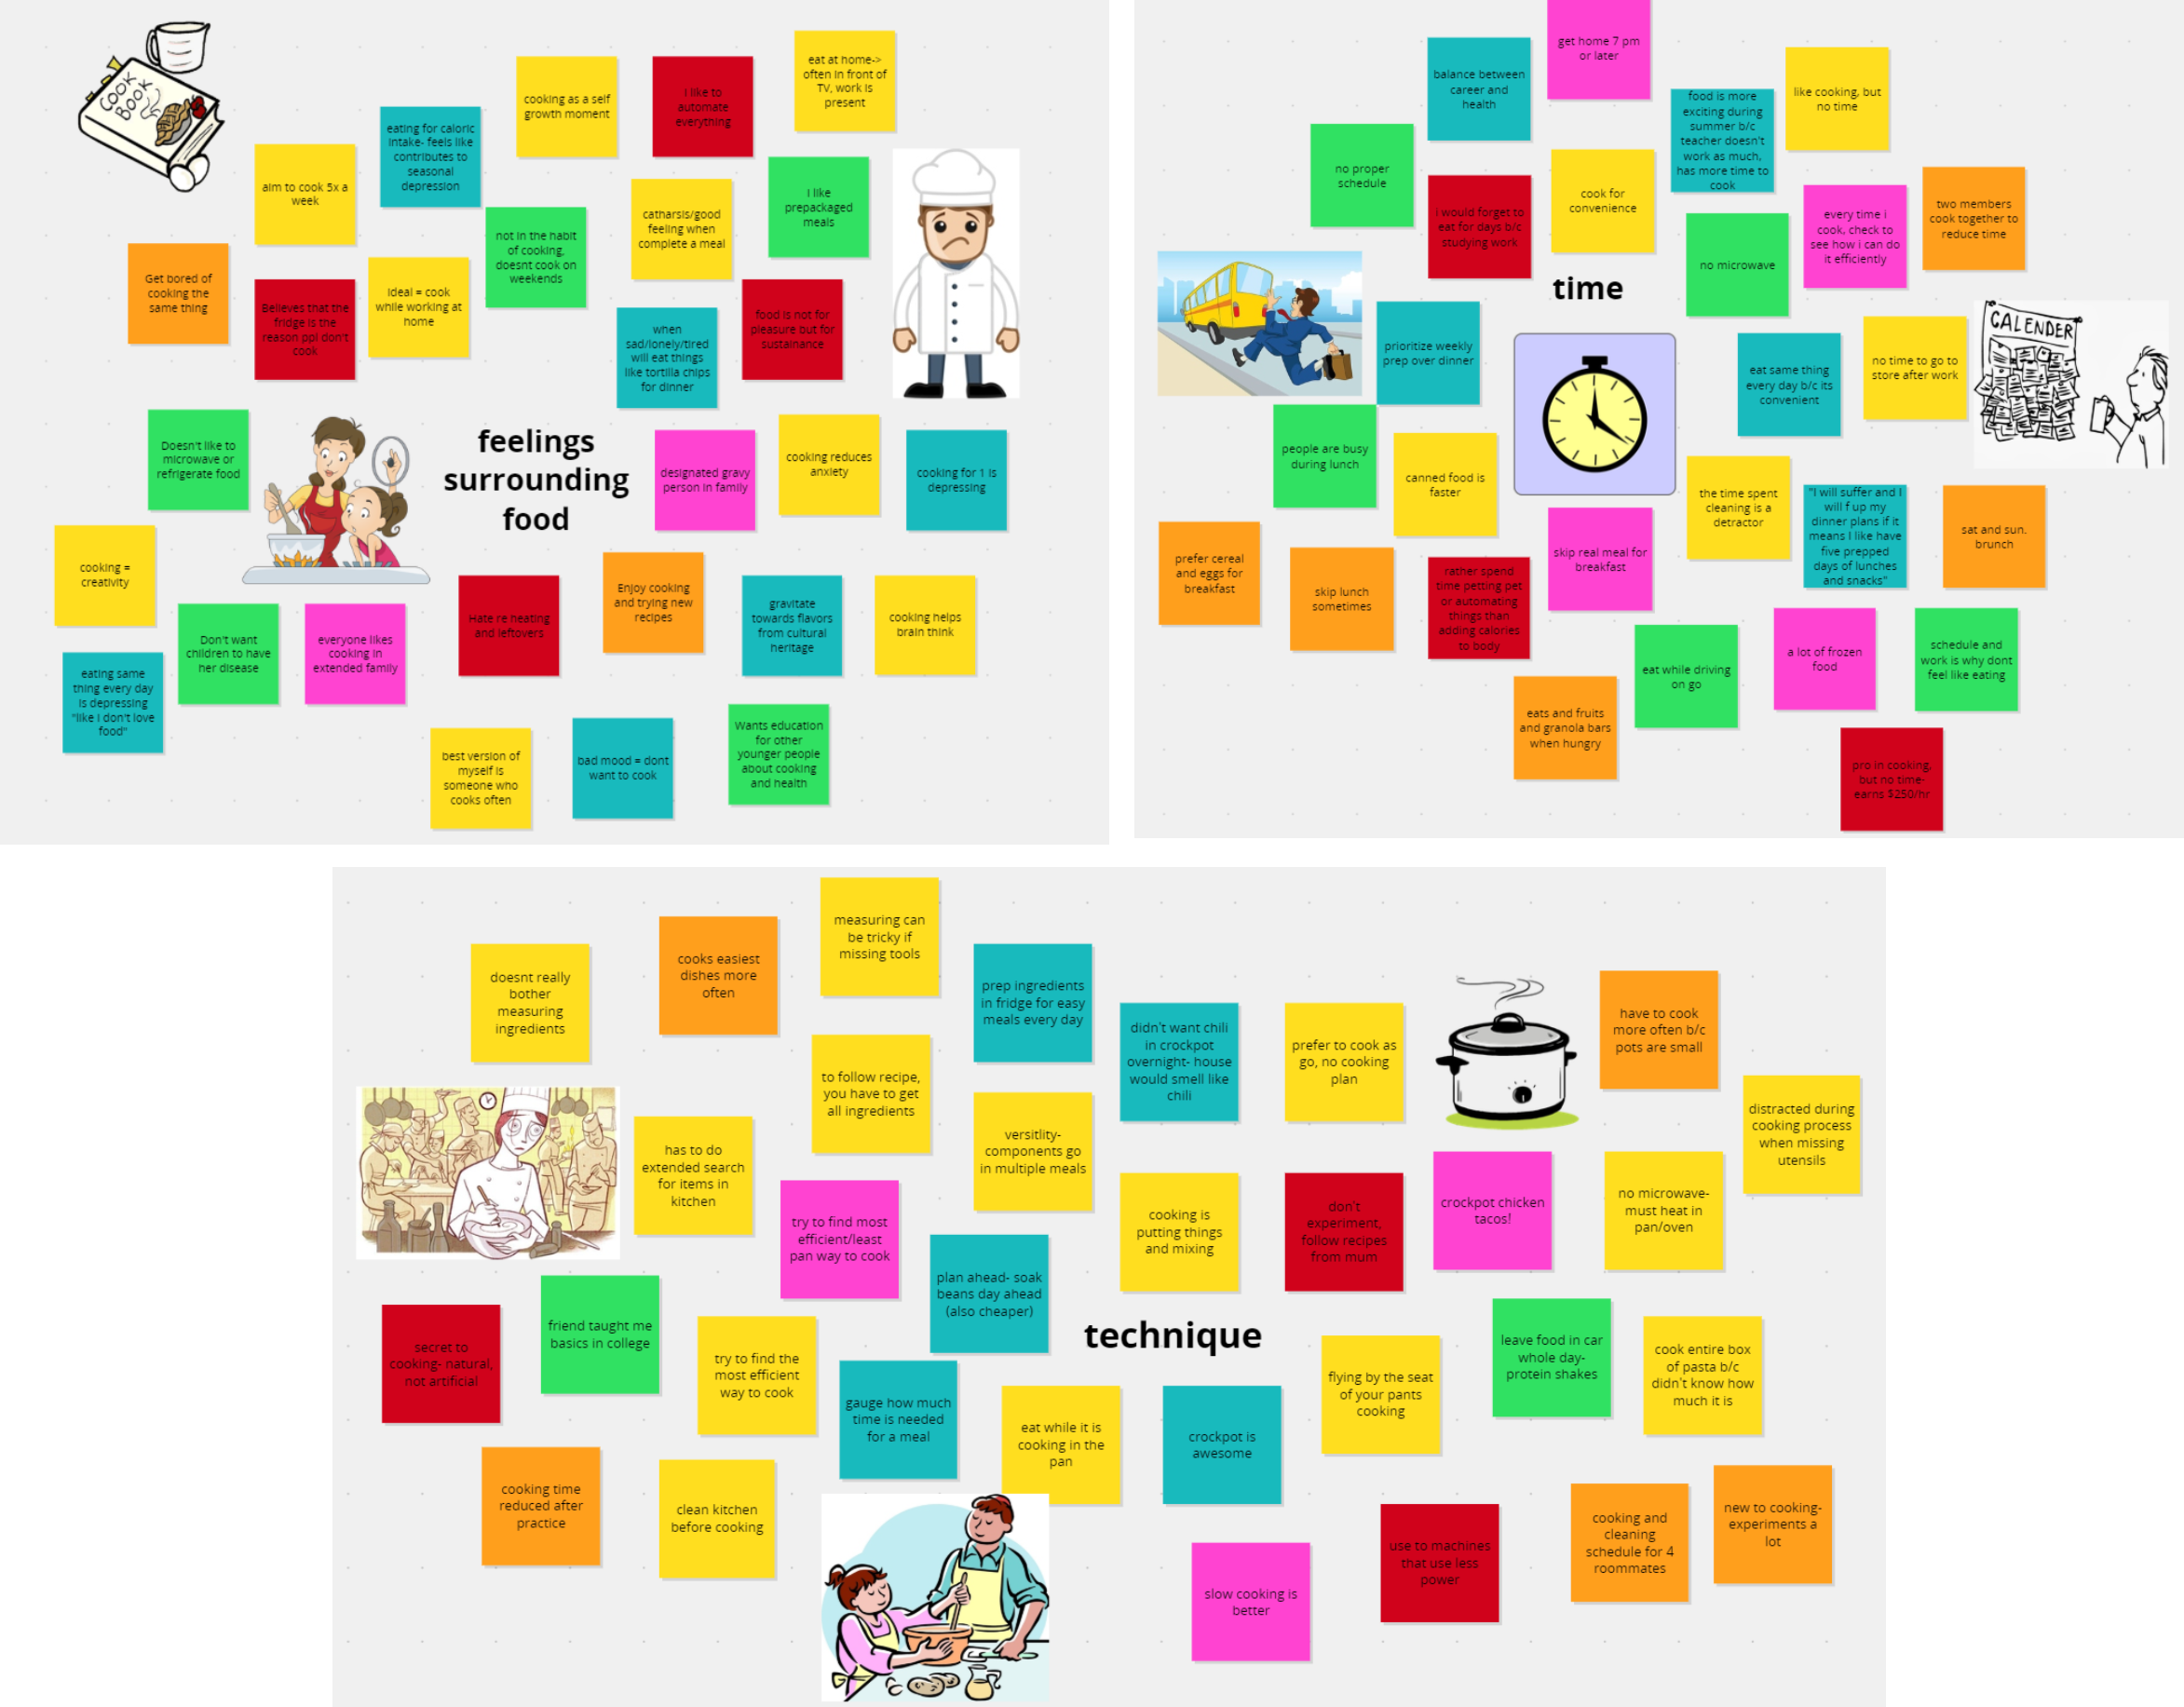 COOK
BOOK
cooking as a self
growth moment
I like to
automate
everything
eat at home->
often in front of
TV, work is
present
eating for caloric
intake- feels like
contributes to
seasonal
depression
aim to cook 5x a
week
not in the habit
of cooking,
doesnt cook on
weekends
catharsis/good
feeling when
complete a meal
I like
prepackaged
meals
Get bored of
cooking the
same thing
Believes that the
fridge is the
reason ppl don't
cook
Ideal = cook
while working at
home
when
sad/lonely/tired
will eat things
like tortilla chips
for dinner
food is not for
pleasure but for
sustainance
Doesn't like to
microwave or
refrigerate food
feelings
surrounding
food
designated gravy
person in family
cooking reduces
anxiety
cooking for 1 is
depressing
cooking =
creativity
Don't want
children to have
her disease
everyone likes
cooking in
extended family
Hate re heating
and leftovers
Enjoy cooking
and trying new
recipes
gravitate
towards flavors
from cultural
heritage
cooking helps
brain think
eating same
thing every day
is depressing
"like I don't love
food"
best version of
myself is
someone who
cooks often
bad mood = dont
want to cook
Wants education
for other
younger people
about cooking
and health
get home 7 pm
or later
balance between
career and
health
food is more
exciting during
summer b/c
teacher doesn't
work as much,
has more time to
cook
like cooking, but
no time
no proper
schedule
I would forget to
eat for days b/c
studying work
cook for
convenience
no microwave
every time i
cook, check to
see how i can do
it efficiently
two members
cook together to
reduce time
time
prioritize weekly
prep over dinner
eat same thing
every day b/c its
convenient
no time to go to
store after work
CALENDER
people are busy
during lunch
canned food is
faster
the time spent
cleaning is a
detractor
"I will suffer and I
will f up my
dinner plans if it
means I like have
five prepped
days of lunches
and snacks"
sat and sun.
brunch
prefer cereal
and eggs for
breakfast
skip lunch
sometimes
rather spend
time petting pet
or automating
things than
adding calories
to body
skip real meal for
breakfast
eat while driving
on go
a lot of frozen
food
schedule and
work is why dont
feel like eating
eats and fruits
and granola bars
when hungry
pro in cooking,
but no time-
earns $250/hr
doesnt really
bother
measuring
ingredients
cooks easiest
dishes more
often
measuring can
be tricky if
missing tools
prep ingredients
in fridge for easy
meals every day
didn't want chili
in crockpot
overnight- house
would smell like
chili
prefer to cook as
go, no cooking
plan
have to cook
more often b/c
pots are small
to follow recipe,
you have to get
all ingredients
versitlity-
components go
in multiple meals
distracted during
cooking process
when missing
utensils
has to do
extended search
for items in
kitchen
try to find most
efficient/least
pan way to cook
cooking is
putting things
and mixing
don't
experiment,
follow recipes
from mum
crockpot chicken
tacos!
no microwave-
must heat in
pan/oven
plan ahead- soak
beans day ahead
(also cheaper)
technique
secret to
cooking- natural,
not artificial
friend taught me
basics in college
try to find the
most efficient
way to cook
gauge how much
time is needed
for a meal
eat while it is
cooking in the
pan
crockpot is
awesome
flying by the seat
of your pants
cooking
leave food in car
whole day-
protein shakes
cook entire box
of pasta b/c
didn't know how
much it is
cooking time
reduced after
practice
clean kitchen
before cooking
slow cooking is
better
use to machines
that use less
power
cooking and
cleaning
schedule for 4
roommates
new to cooking-
experiments a
lot